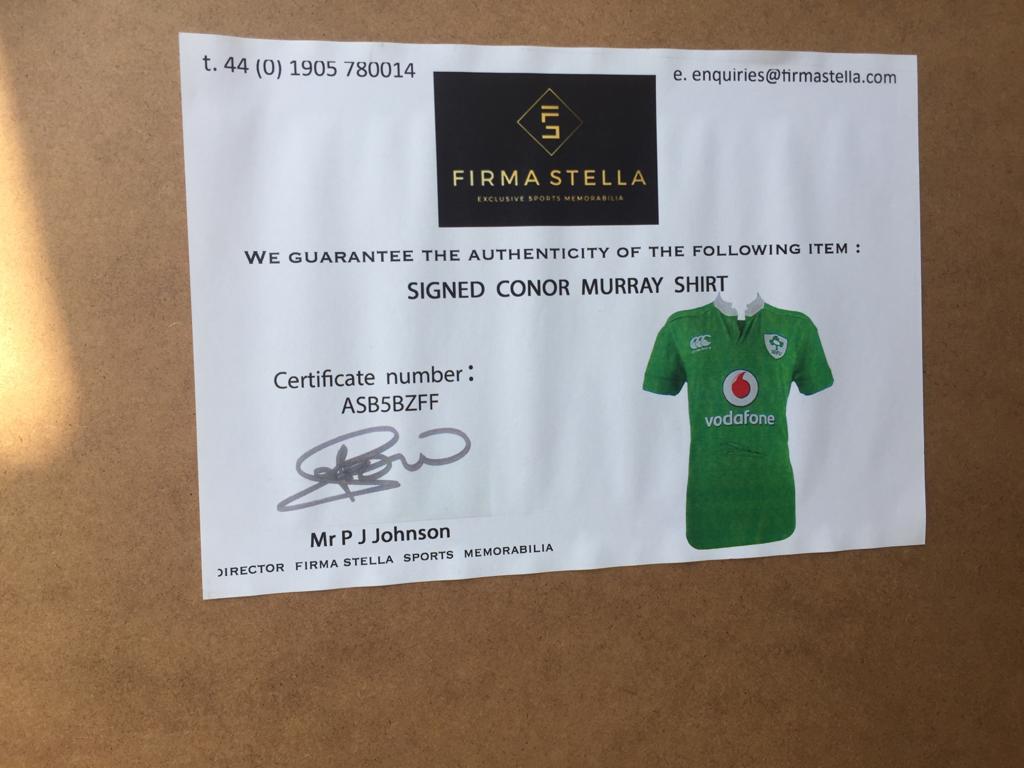 t. 44 (0) 1905 780014
e. enquiries@firmastella.com
FIRMA STELLA
EXCLUSIVE SPORTS MEMORABILIA
WE GUARANTEE THE AUTHENTICITY OF THE FOLLOWING ITEM :
SIGNED CONOR MURRAY SHIRT
Certificate number :
ASB5BZFF
vodafone
Mr P J Johnson
DIRECTOR FIRMA STELLA SPORTS MEMORABILIA